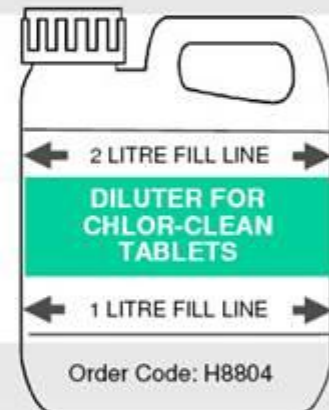 2 LITRE FILL LINE
DILUTER FOR
CHLOR-CLEAN
TABLETS
1 LITRE FILL LINE
Order Code: H8804